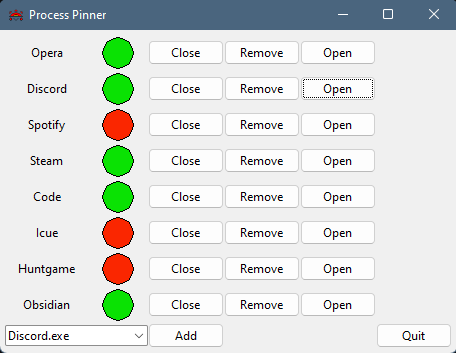 Process Pinner
Opera Close Remove Open
Discord Close Remove Open
Spotify Close Remove Open
Steam Close Remove Open
Code Close Remove Open
Icue Close Remove Open
Huntgame Close Remove Open
Obsidian Close Remove Open
Discord.exe Add Quit